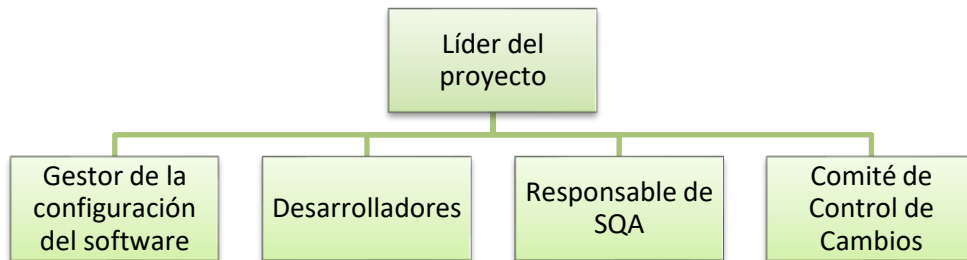 Líder del
proyecto
Gestor de la
configuración
del software
Desarrolladores
Responsable de
SQA
Comité de
Control de
Cambios